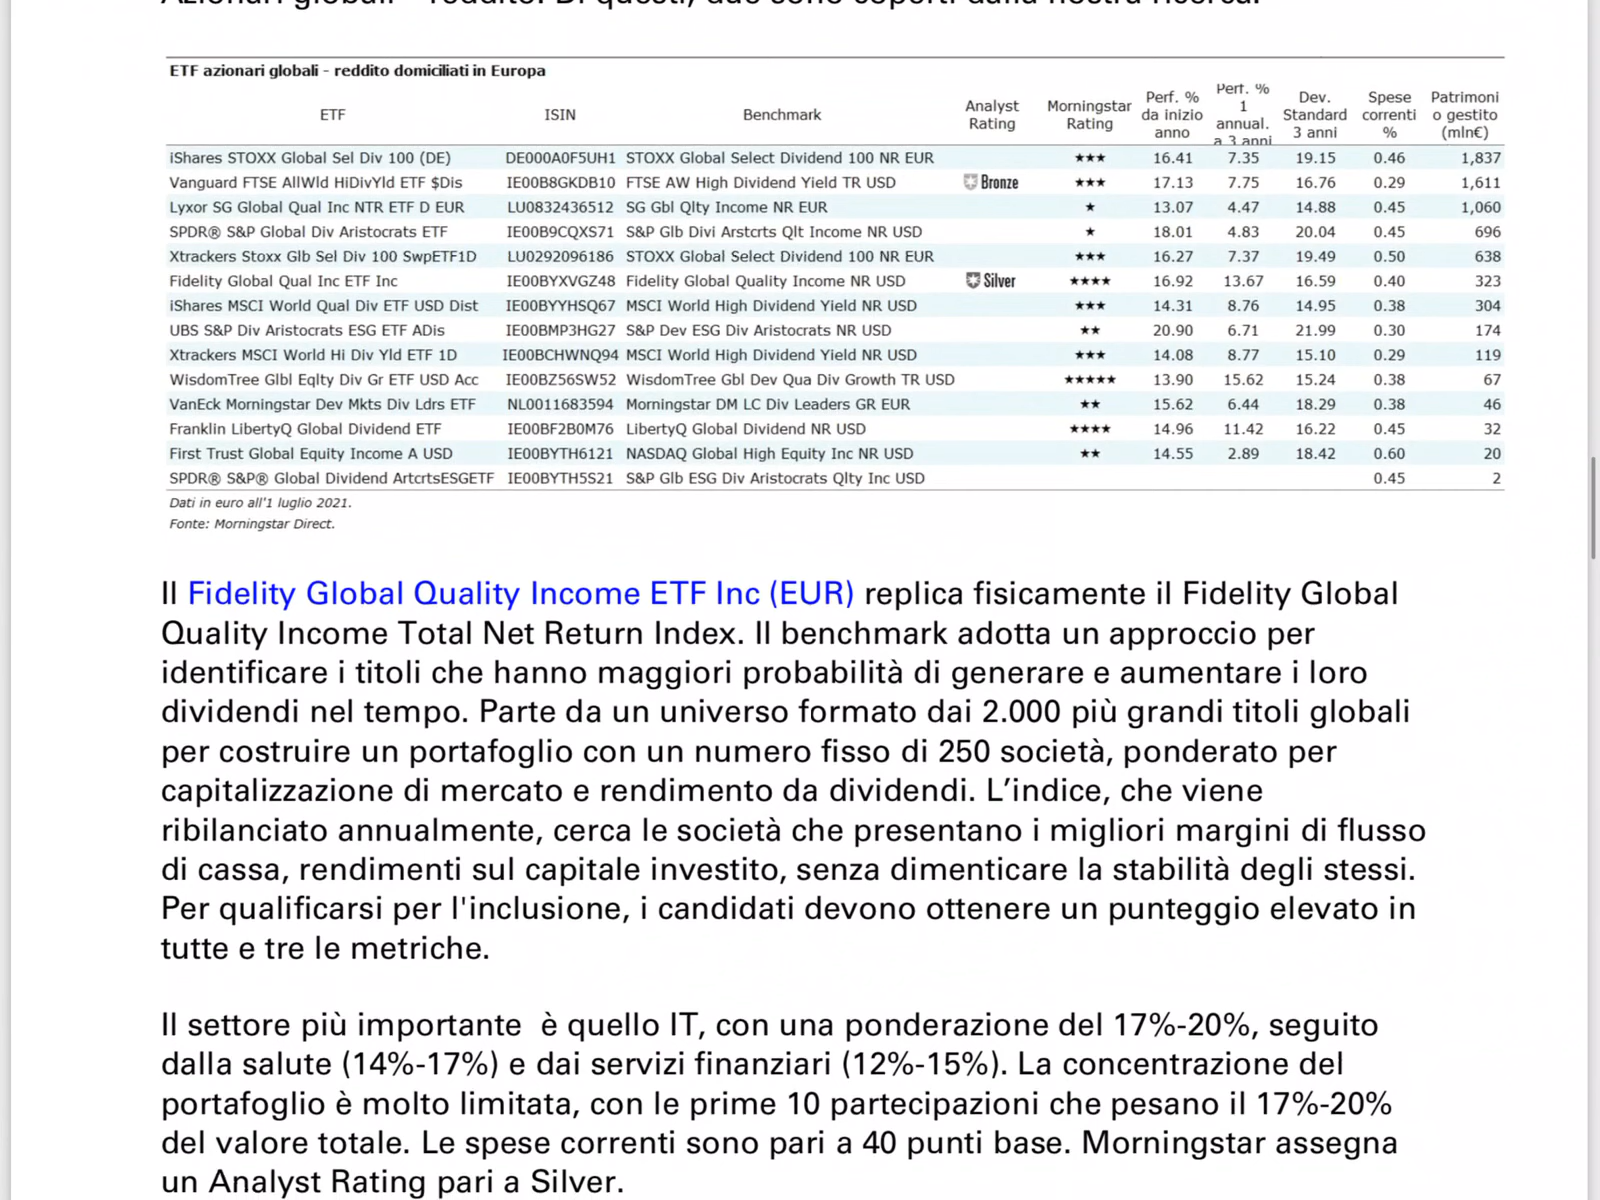 Azionari globali – reddito. Di questi, due sono coperti dalla nostra ricerca.
ETF azionari globali - reddito domiciliati in Europa
ETF ISIN Benchmark Analyst Rating Morningstar Rating Perf. % da inizio anno Perf. % 1 annual. a 3 anni Dev. Standard 3 anni Spese correnti % Patrimoni o gestito (mln€)
iShares STOXX Global Sel Div 100 (DE) DE000A0F5UH1 STOXX Global Select Dividend 100 NR EUR ★★★ 16.41 7.35 19.15 0.46 1,837
Vanguard FTSE AllWld HiDivYld ETF $Dis IE00B8GKDB10 FTSE AW High Dividend Yield TR USD Bronze ★★★ 17.13 7.75 16.76 0.29 1,611
Lyxor SG Global Qual Inc NTR ETF D EUR LU0832436512 SG Gbl Qlty Income NR EUR ★ 13.07 4.47 14.88 0.45 1,060
SPDR® S&P Global Div Aristocrats ETF IE00B9CQXS71 S&P Glb Divi Arstcrts Qlt Income NR USD ★ 18.01 4.83 20.04 0.45 696
Xtrackers Stoxx Glb Sel Div 100 SwpETF1D LU0292096186 STOXX Global Select Dividend 100 NR EUR ★★★ 16.27 7.37 19.49 0.50 638
Fidelity Global Qual Inc ETF Inc IE00BYXVGZ48 Fidelity Global Quality Income NR USD Silver ★★★★ 16.92 13.67 16.59 0.40 323
iShares MSCI World Qual Div ETF USD Dist IE00BYYHSQ67 MSCI World High Dividend Yield NR USD ★★★ 14.31 8.76 14.95 0.38 304
UBS S&P Div Aristocrats ESG ETF ADis IE00BMP3HG27 S&P Dev ESG Div Aristocrats NR USD ★★ 20.90 6.71 21.99 0.30 174
Xtrackers MSCI World Hi Div Yld ETF 1D IE00BCHWNQ94 MSCI World High Dividend Yield NR USD ★★★ 14.08 8.77 15.10 0.29 119
WisdomTree Glbl Eqlty Div Gr ETF USD Acc IE00BZ56SW52 WisdomTree Gbl Dev Qua Div Growth TR USD ★★★★★ 13.90 15.62 15.24 0.38 67
VanEck Morningstar Dev Mkts Div Ldrs ETF NL0011683594 Morningstar DM LC Div Leaders GR EUR ★★ 15.62 6.44 18.29 0.38 46
Franklin LibertyQ Global Dividend ETF IE00BF2B0M76 LibertyQ Global Dividend NR USD ★★★★ 14.96 11.42 16.22 0.45 32
First Trust Global Equity Income A USD IE00BYTH6121 NASDAQ Global High Equity Inc NR USD ★★ 14.55 2.89 18.42 0.60 20
SPDR® S&P® Global Dividend ArtcrtsESGETF IE00BYTH5S21 S&P Glb ESG Div Aristocrats Qlty Inc USD 0.45 2
Dati in euro all'1 luglio 2021.
Fonte: Morningstar Direct.
Il Fidelity Global Quality Income ETF Inc (EUR) replica fisicamente il Fidelity Global
Quality Income Total Net Return Index. Il benchmark adotta un approccio per
identificare i titoli che hanno maggiori probabilità di generare e aumentare i loro
dividendi nel tempo. Parte da un universo formato dai 2.000 più grandi titoli globali
per costruire un portafoglio con un numero fisso di 250 società, ponderato per
capitalizzazione di mercato e rendimento da dividendi. L’indice, che viene
ribilanciato annualmente, cerca le società che presentano i migliori margini di flusso
di cassa, rendimenti sul capitale investito, senza dimenticare la stabilità degli stessi.
Per qualificarsi per l'inclusione, i candidati devono ottenere un punteggio elevato in
tutte e tre le metriche.
Il settore più importante  è quello IT, con una ponderazione del 17%-20%, seguito
dalla salute (14%-17%) e dai servizi finanziari (12%-15%). La concentrazione del
portafoglio è molto limitata, con le prime 10 partecipazioni che pesano il 17%-20%
del valore totale. Le spese correnti sono pari a 40 punti base. Morningstar assegna
un Analyst Rating pari a Silver.